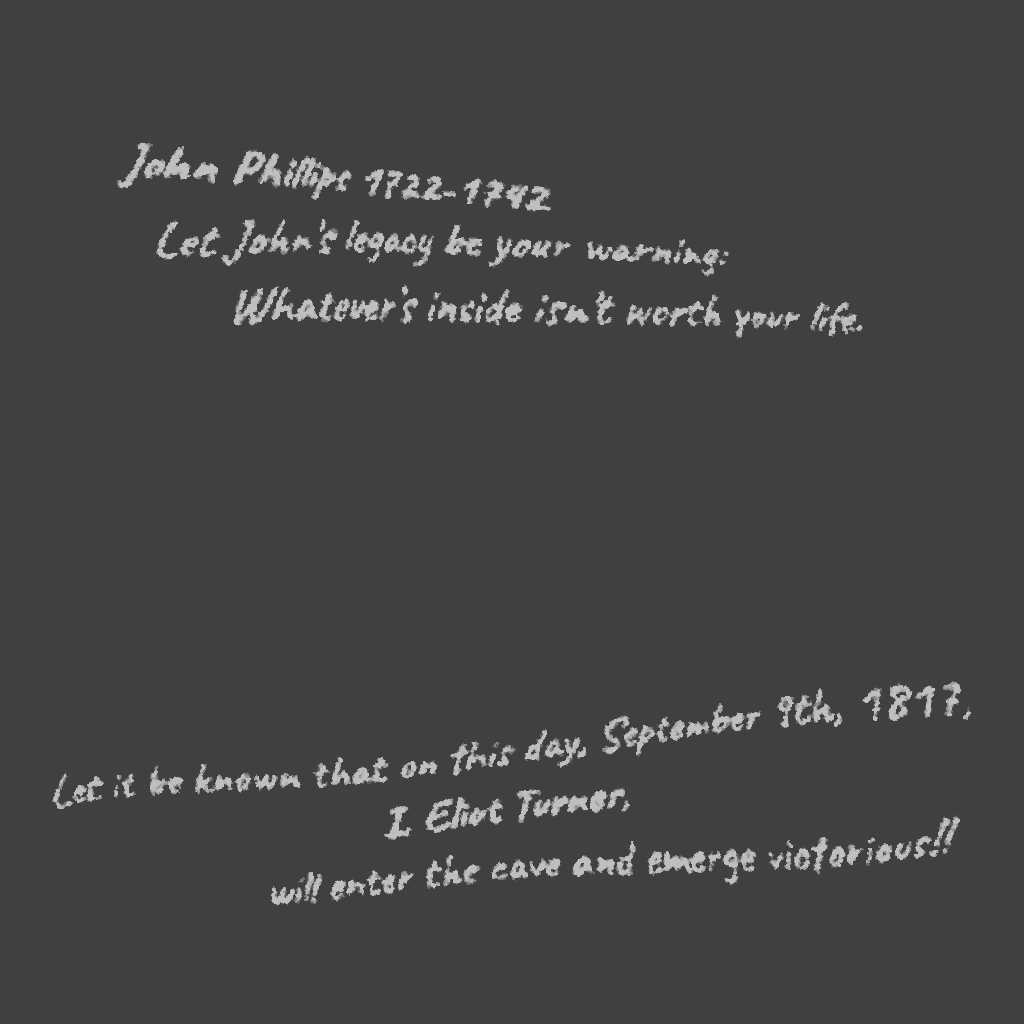 John Phillips 1722-1742
Let John's legacy be your warning:
Whatever's inside isn't worth your life.
Let it be known that on this day, September 9th, 1817,
I Eliot Turner,
will enter the cave and emerge victorious!!